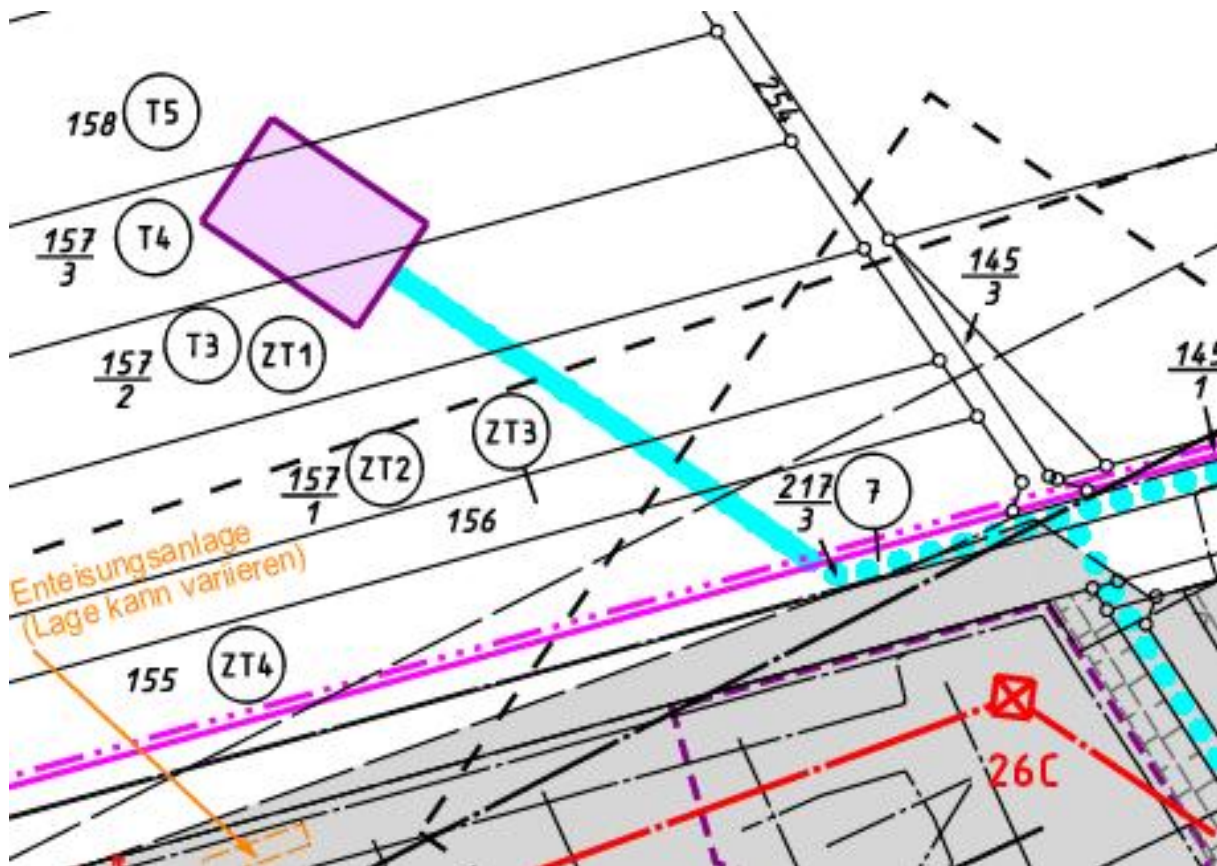 254
158 T5
157
3
T4
145
3
157
2
T3 ZT1
145
1
ZT3
157
1
ZT2
217
3
7
156
Enteisungsanlage
(Lage kann variieren)
155 ZT4
26C